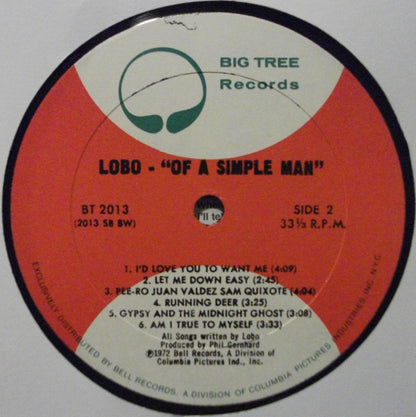 BIG TREE
Records
LOBO - "OF A SIMPLE MAN"
BT 2013
(2013 SB BW)
SIDE 2
33⅓ R.P.M.
I'll to
1. I'D LOVE YOU TO WANT ME (4:09)
2. LET ME DOWN EASY (2:45)
3. PEE-RO JUAN VALDEZ SAM QUIXOTE (4:04)
4. RUNNING DEER (3:25)
5. GYPSY AND THE MIDNIGHT GHOST (3:08)
6. AM I TRUE TO MYSELF (3:33)
All Songs written by Lobo
Produced by Phil Gernhard
℗1972 Bell Records, A Division of
Columbia Pictures Ind., Inc.
EXCLUSIVELY DISTRIBUTED BY BELL RECORDS, A DIVISION OF COLUMBIA PICTURES INDUSTRIES INC. N.Y.C.